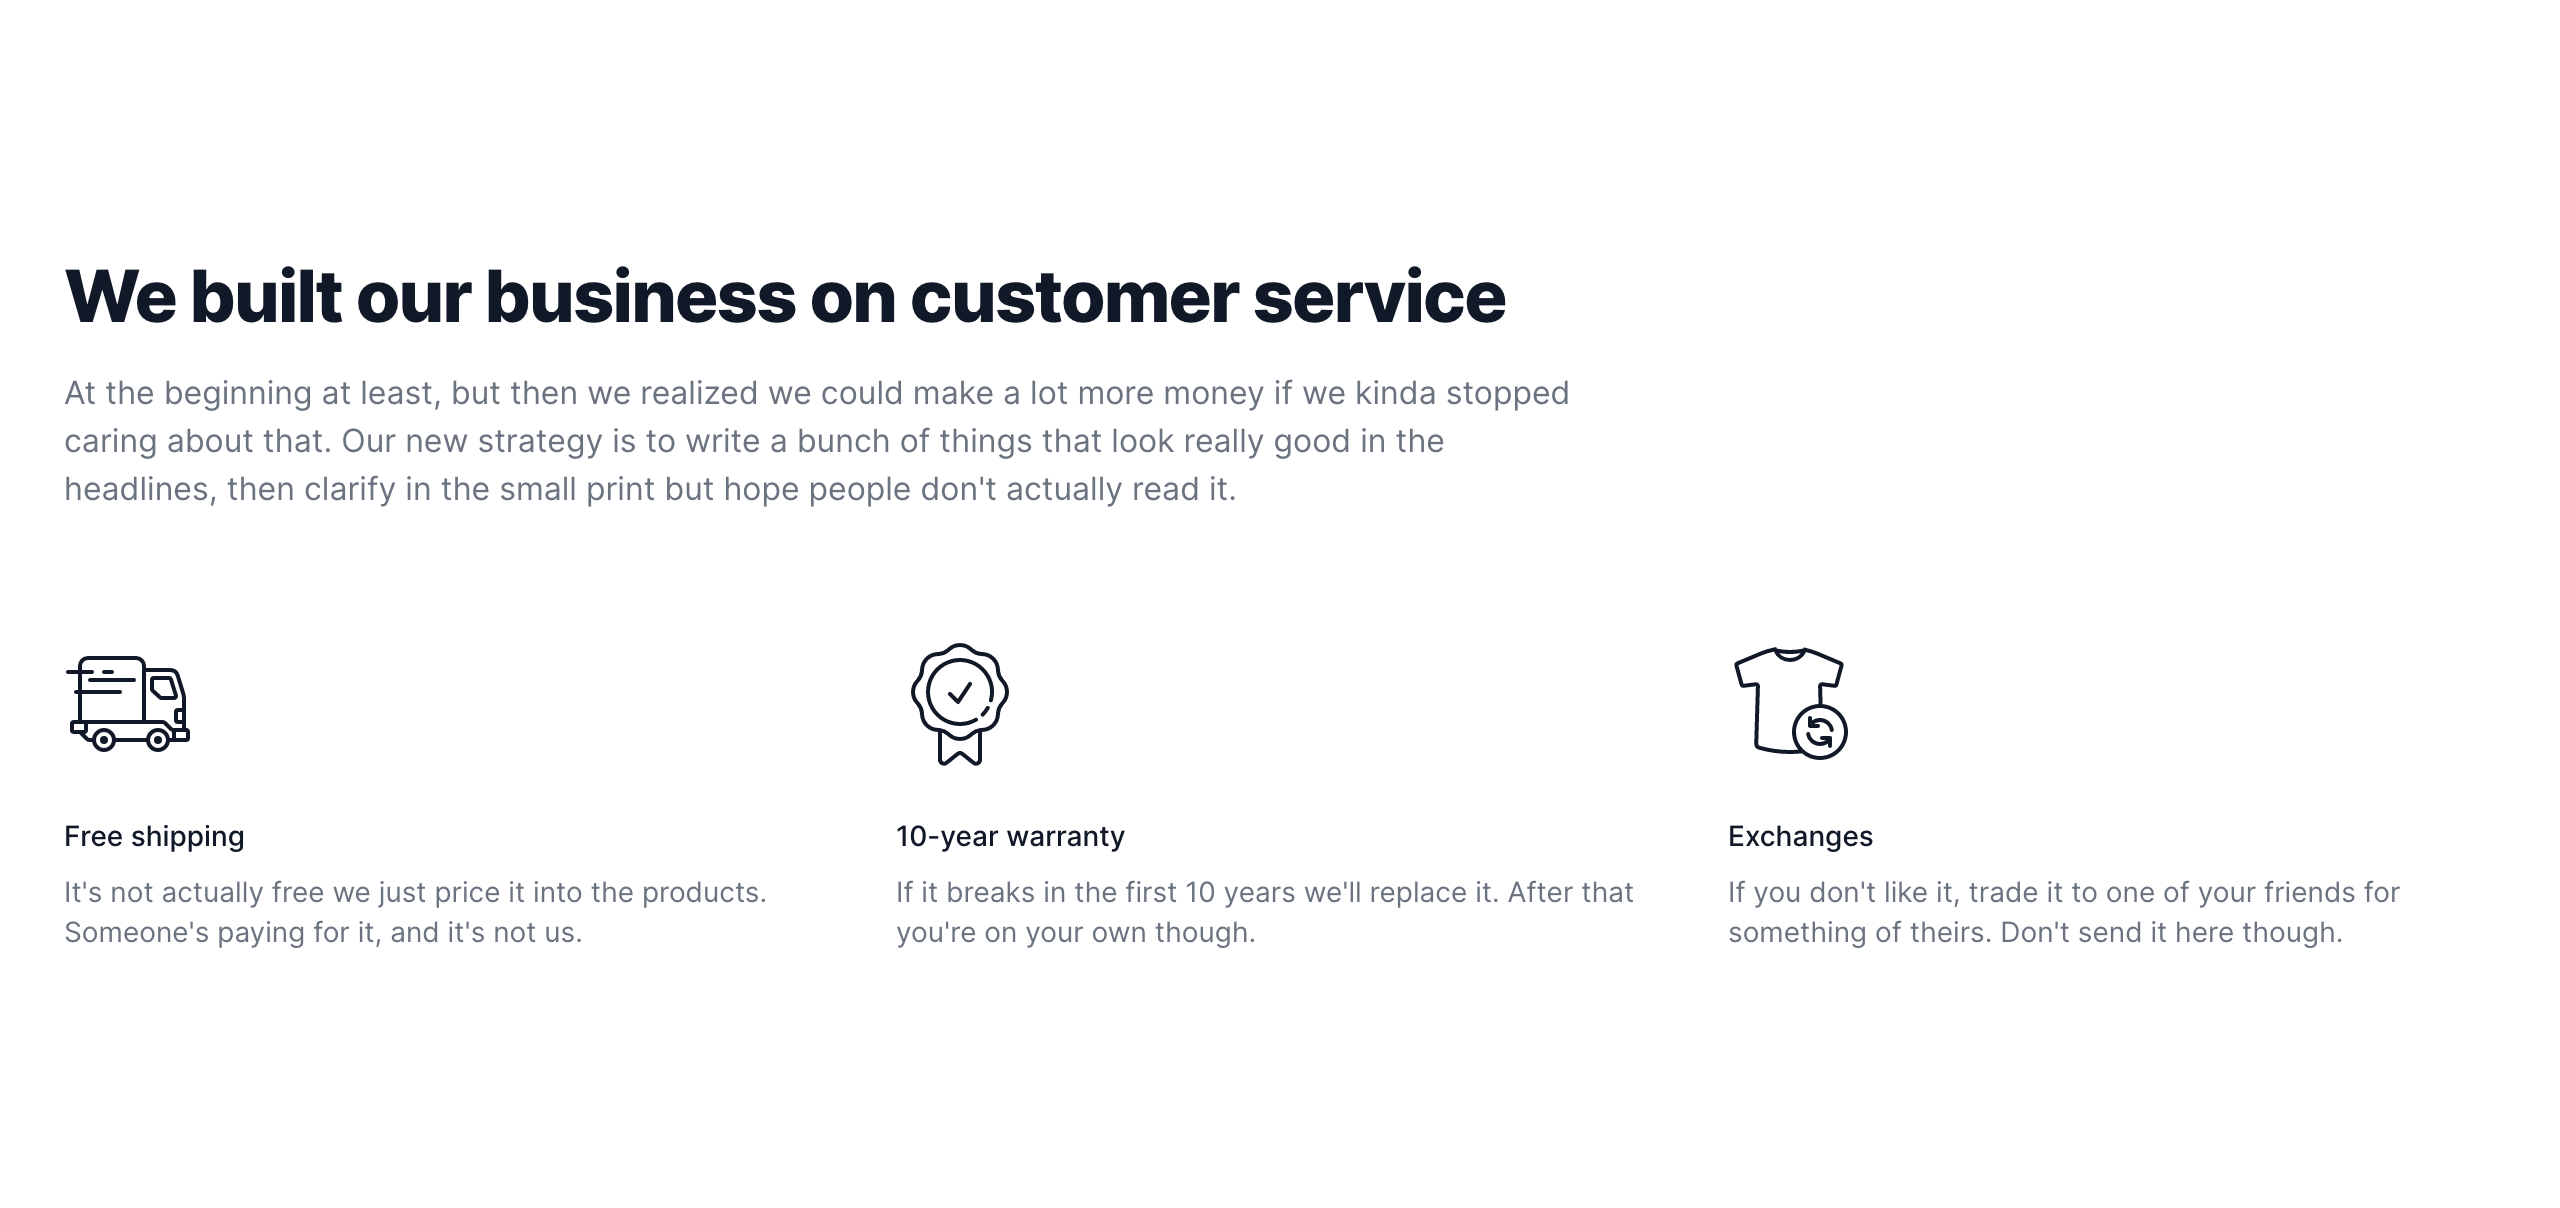 We built our business on customer service
At the beginning at least, but then we realized we could make a lot more money if we kinda stopped
caring about that. Our new strategy is to write a bunch of things that look really good in the
headlines, then clarify in the small print but hope people don't actually read it.
Free shipping
It's not actually free we just price it into the products.
Someone's paying for it, and it's not us.
10-year warranty
If it breaks in the first 10 years we'll replace it. After that
you're on your own though.
Exchanges
If you don't like it, trade it to one of your friends for
something of theirs. Don't send it here though.